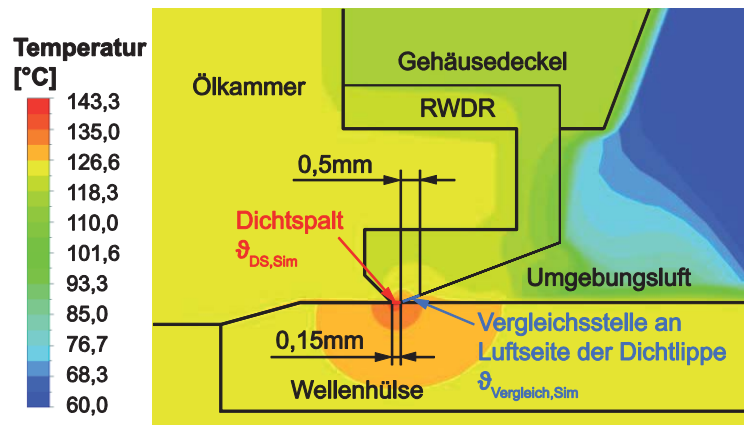 Temperatur
[°C]
143,3
135,0
126,6
118,3
110,0
101,6
93,3
85,0
76,7
68,3
60,0
Ölkammer
Gehäusedeckel
RWDR
0,5mm
Dichtspalt
ϑDS,Sim
Umgebungsluft
Vergleichsstelle an
Luftseite der Dichtlippe
ϑVergleich,Sim
0,15mm
Wellenhülse